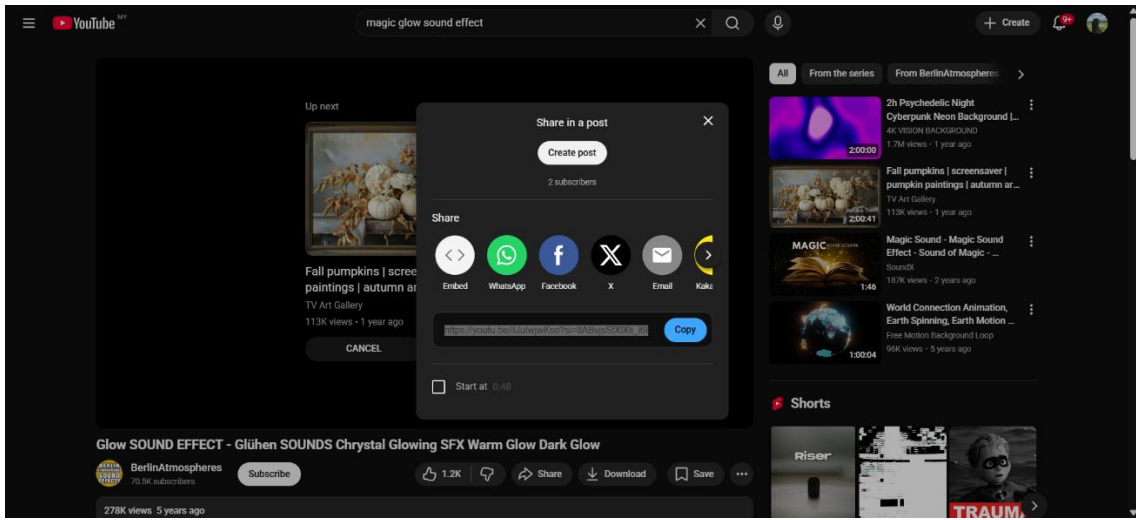 YouTube MY
magic glow sound effect
Create
9+
Up next
Fall pumpkins | scree
paintings | autumn ar
TV Art Gallery
113K views · 1 year ago
CANCEL
Share in a post
Create post
2 subscribers
Share
Embed
WhatsApp
Facebook
X
Email
Kaka
Copy
Start at 0:48
Glow SOUND EFFECT - Glühen SOUNDS Chrystal Glowing SFX Warm Glow Dark Glow
BerlinAtmospheres
70.5K subscribers
Subscribe
1.2K
Share
Download
Save
278K views 5 years ago
All
From the series
From BerlinAtmospheres
2:00:00
2h Psychedelic Night
Cyberpunk Neon Background |...
4K VISION BACKGROUND
1.7M views · 1 year ago
2:00:41
Fall pumpkins | screensaver |
pumpkin paintings | autumn ar...
TV Art Gallery
113K views · 1 year ago
MAGIC
1:46
Magic Sound - Magic Sound
Effect - Sound of Magic - ...
SoundX
187K views · 2 years ago
1:00:04
World Connection Animation,
Earth Spinning, Earth Motion ...
Free Motion Background Loop
96K views · 5 years ago
Shorts
Riser
TRAUM